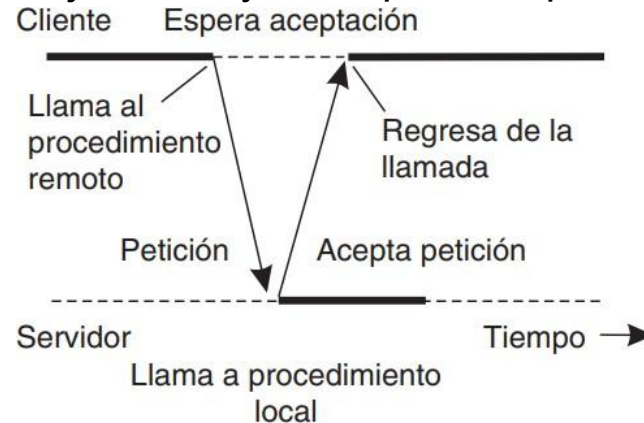 Cliente
Espera aceptación
Llama al
procedimiento
remoto
Regresa de la
llamada
Petición
Acepta petición
Servidor
Tiempo
Llama a procedimiento
local